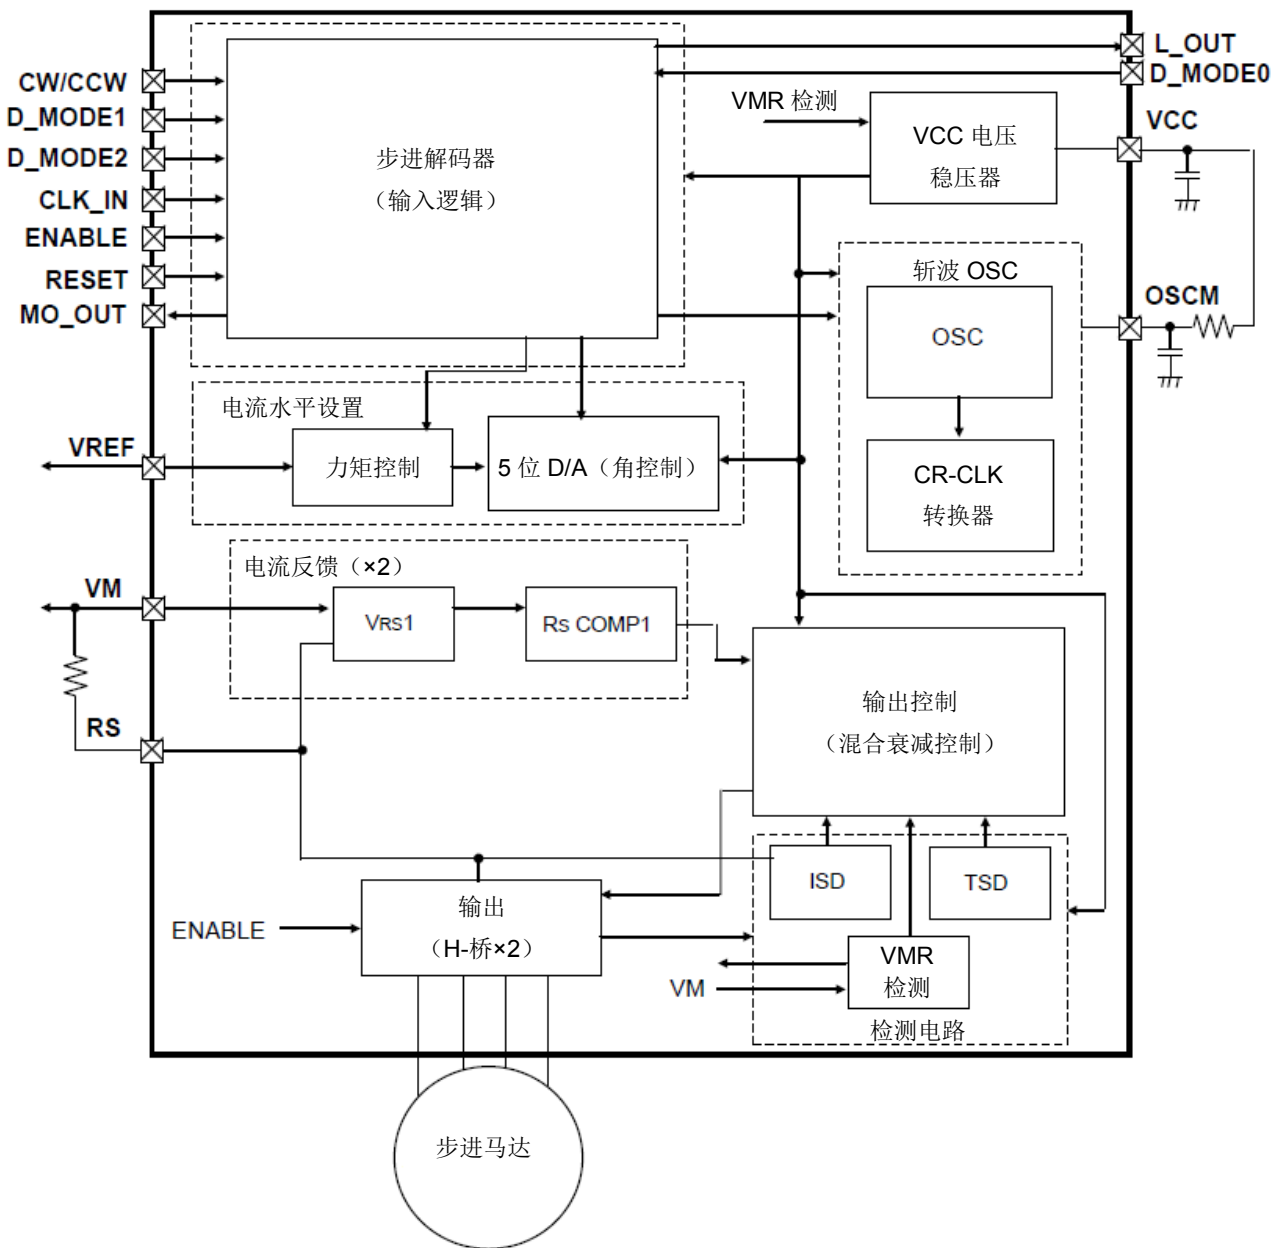 L_OUT
CW/CCW
D_MODE0
D_MODE1
VMR 检测
VCC
VCC 电压
稳压器
D_MODE2
步进解码器
（输入逻辑）
CLK_IN
ENABLE
RESET
斩波 OSC
OSCM
MO_OUT
OSC
电流水平设置
VREF
力矩控制
5 位 D/A（角控制）
CR-CLK
转换器
电流反馈（×2）
VM
VRS1
RS COMP1
RS
输出控制
（混合衰减控制）
ISD
TSD
ENABLE
输出
（H-桥×2）
VM
VMR
检测
检测电路
步进马达